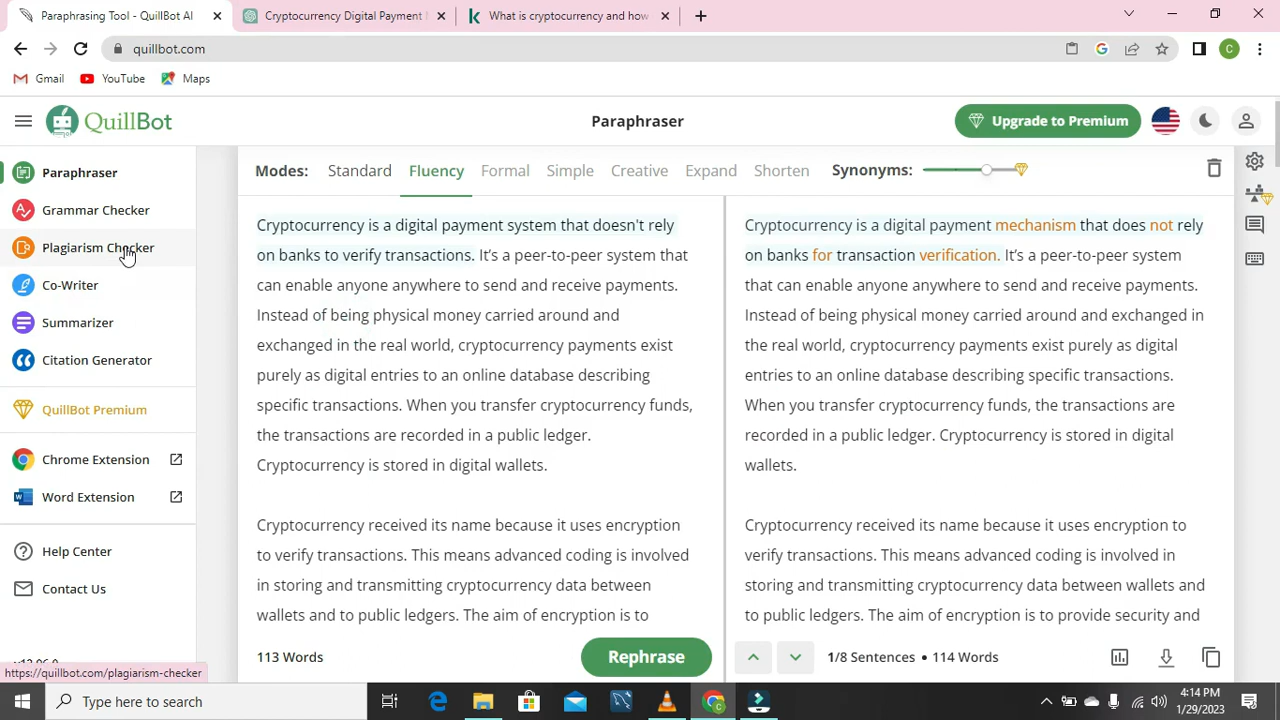 Paraphrasing Tool - QuillBot AI
Cryptocurrency Digital Payment M
What is cryptocurrency and how
quillbot.com
C
Gmail
YouTube
Maps
QuillBot
Paraphraser
Upgrade to Premium
Paraphraser
Grammar Checker
Plagiarism Checker
Co-Writer
Summarizer
Citation Generator
QuillBot Premium
Chrome Extension
Word Extension
Help Center
Contact Us
https://quillbot.com/plagiarism-checker
Modes: Standard Fluency Formal Simple Creative Expand Shorten Synonyms:
Cryptocurrency is a digital payment system that doesn't rely
on banks to verify transactions. It's a peer-to-peer system that
can enable anyone anywhere to send and receive payments.
Instead of being physical money carried around and
exchanged in the real world, cryptocurrency payments exist
purely as digital entries to an online database describing
specific transactions. When you transfer cryptocurrency funds,
the transactions are recorded in a public ledger.
Cryptocurrency is stored in digital wallets.
Cryptocurrency received its name because it uses encryption
to verify transactions. This means advanced coding is involved
in storing and transmitting cryptocurrency data between
wallets and to public ledgers. The aim of encryption is to
113 Words
Rephrase
Cryptocurrency is a digital payment mechanism that does not rely
on banks for transaction verification. It's a peer-to-peer system
that can enable anyone anywhere to send and receive payments.
Instead of being physical money carried around and exchanged in
the real world, cryptocurrency payments exist purely as digital
entries to an online database describing specific transactions.
When you transfer cryptocurrency funds, the transactions are
recorded in a public ledger. Cryptocurrency is stored in digital
wallets.
Cryptocurrency received its name because it uses encryption to
verify transactions. This means advanced coding is involved in
storing and transmitting cryptocurrency data between wallets and
to public ledgers. The aim of encryption is to provide security and
1/8 Sentences • 114 Words
Type here to search
4:14 PM
1/29/2023